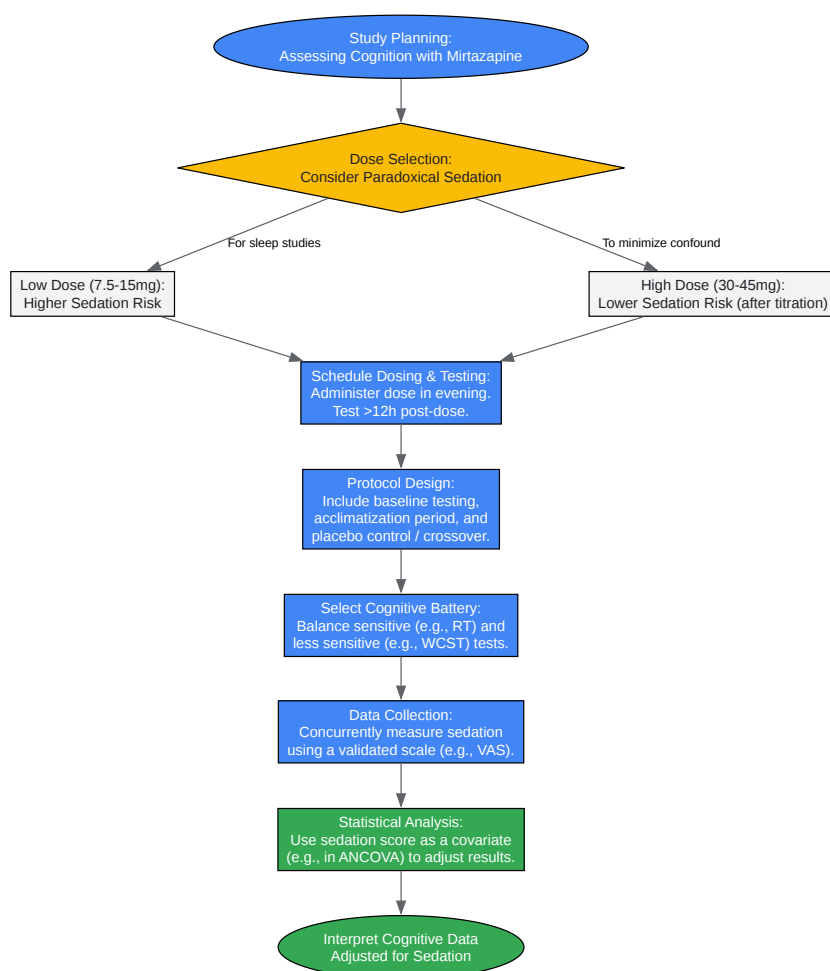 Study Planning:
Assessing Cognition with Mirtazapine
Dose Selection:
Consider Paradoxical Sedation
For sleep studies
To minimize confound
Low Dose (7.5-15mg):
Higher Sedation Risk
High Dose (30-45mg):
Lower Sedation Risk (after titration)
Schedule Dosing & Testing:
Administer dose in evening.
Test >12h post-dose.
Protocol Design:
Include baseline testing,
acclimatization period, and
placebo control / crossover.
Select Cognitive Battery:
Balance sensitive (e.g., RT) and
less sensitive (e.g., WCST) tests.
Data Collection:
Concurrently measure sedation
using a validated scale (e.g., VAS).
Statistical Analysis:
Use sedation score as a covariate
(e.g., in ANCOVA) to adjust results.
Interpret Cognitive Data
Adjusted for Sedation